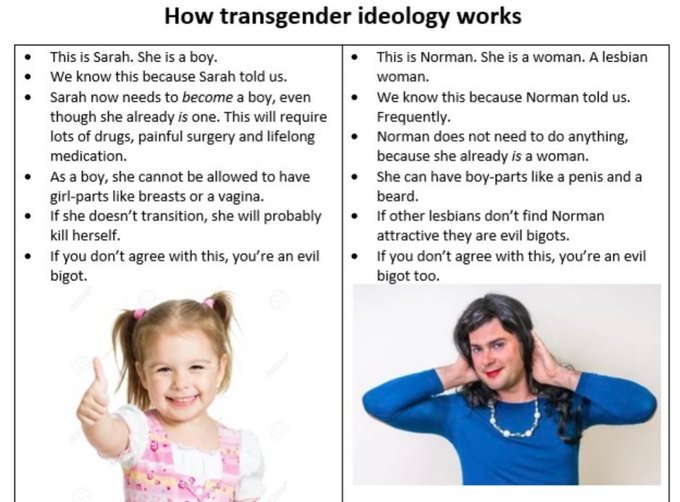 How transgender ideology works
This is Sarah. She is a boy.
We know this because Sarah told us.
Sarah now needs to become a boy, even
though she already is one. This will require
lots of drugs, painful surgery and lifelong
medication.
As a boy, she cannot be allowed to have
girl-parts like breasts or a vagina.
If she doesn't transition, she will probably
kill herself.
If you don't agree with this, you're an evil
bigot.
This is Norman. She is a woman. A lesbian
woman.
We know this because Norman told us.
Frequently.
Norman does not need to do anything,
because she already is a woman.
She can have boy-parts like a penis and a
beard.
If other lesbians don't find Norman
attractive they are evil bigots.
If you don't agree with this, you're an evil
bigot too.